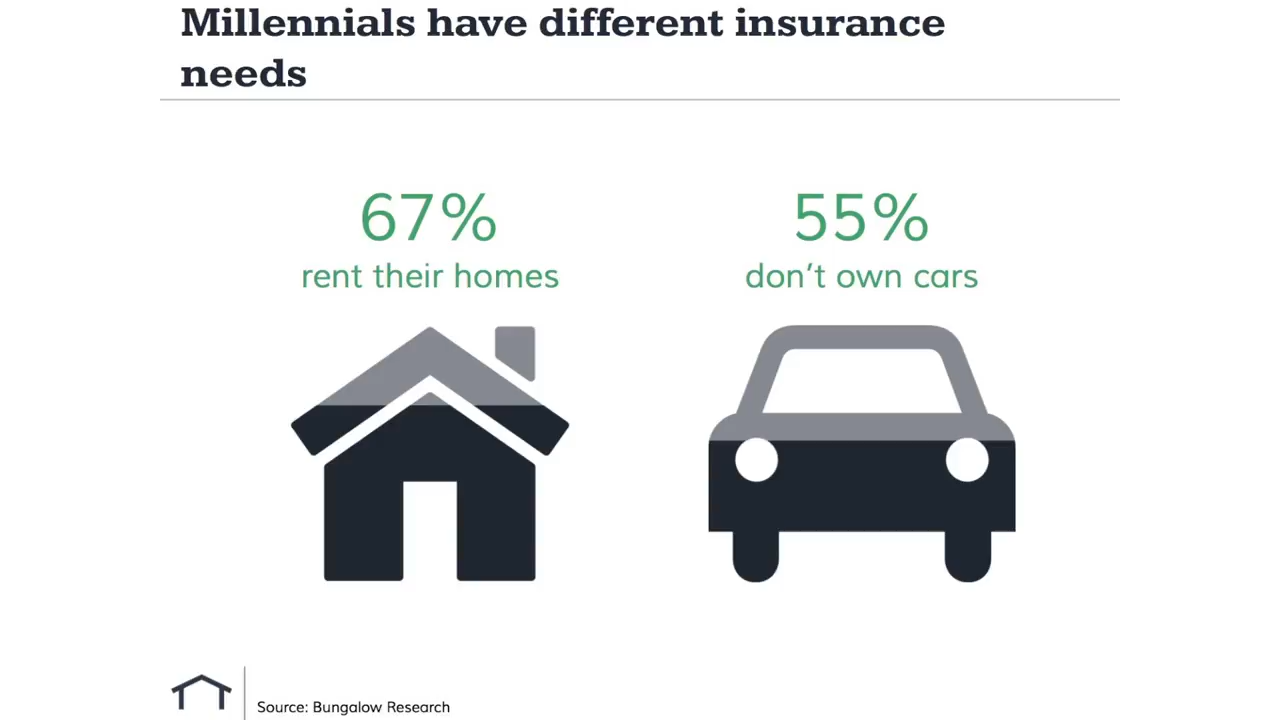 Millennials have different insurance
needs
67%
rent their homes
55%
don’t own cars
Source: Bungalow Research